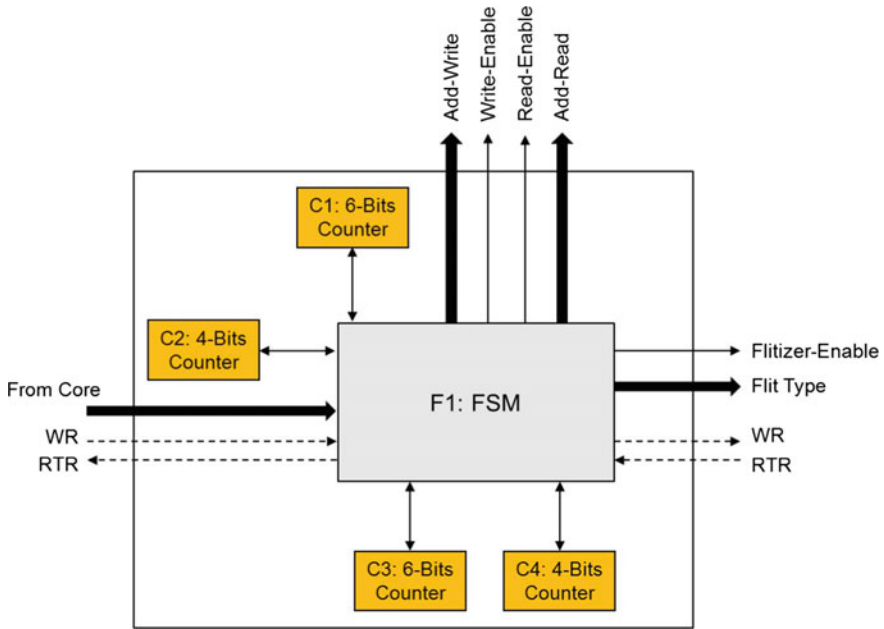 Add-Write
Write-Enable
Read-Enable
Add-Read
C1: 6-Bits
Counter
C2: 4-Bits
Counter
From Core
WR
RTR
F1: FSM
Flitizer-Enable
Flit Type
WR
RTR
C3: 6-Bits
Counter
C4: 4-Bits
Counter